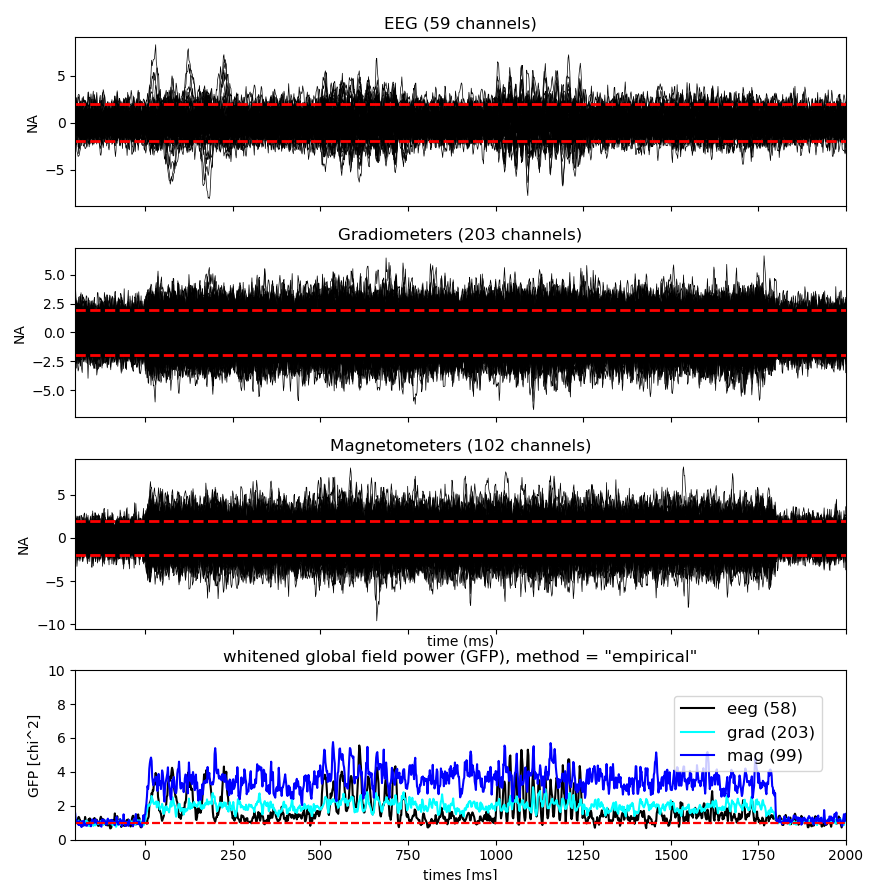 EEG (59 channels)
NA
5
0
−5
Gradiometers (203 channels)
NA
5.0
2.5
0.0
−2.5
−5.0
Magnetometers (102 channels)
NA
5
0
−5
−10
time (ms)
whitened global field power (GFP), method = "empirical"
GFP [chi^2]
10
8
6
4
2
0
eeg (58)
grad (203)
mag (99)
0 250 500 750 1000 1250 1500 1750 2000
times [ms]